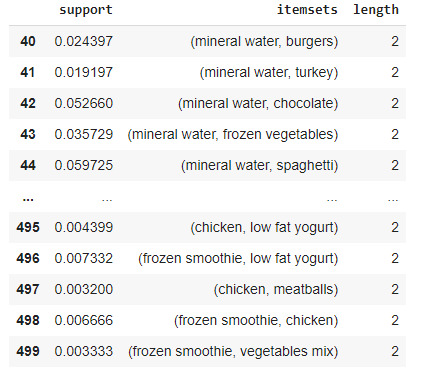 support itemsets length
40 0.024397 (mineral water, burgers) 2
41 0.019197 (mineral water, turkey) 2
42 0.052660 (mineral water, chocolate) 2
43 0.035729 (mineral water, frozen vegetables) 2
44 0.059725 (mineral water, spaghetti) 2
... ... ... ...
495 0.004399 (chicken, low fat yogurt) 2
496 0.007332 (frozen smoothie, low fat yogurt) 2
497 0.003200 (chicken, meatballs) 2
498 0.006666 (frozen smoothie, chicken) 2
499 0.003333 (frozen smoothie, vegetables mix) 2